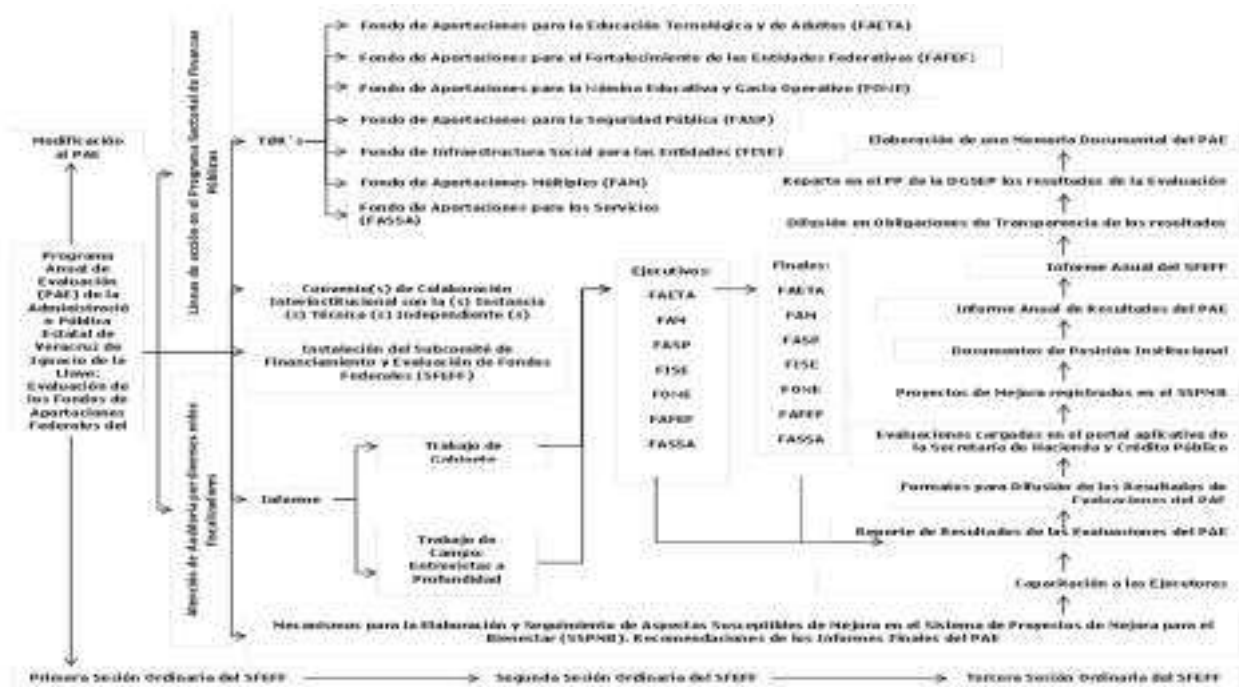 Modificación
al PAE
Programa
Anual de
Evaluación
(PAE) de la
Administració
n Pública
Estatal de
Veracruz de
Ignacio de la
Llave:
Evaluación de
los Fondos de
Aportaciones
Federales del
Líneas de acción en el Programa Sectorial de Finanzas
Públicas
Atención de Auditoría por diversos entes
fiscalizadores
TdR´s
Fondo de Aportaciones para la Educación Tecnológica y de Adultos (FAETA)
Fondo de Aportaciones para el Fortalecimiento de las Entidades Federativas (FAFEF)
Fondo de Aportaciones para la Nómina Educativa y Gasto Operativo (FONE)
Fondo de Aportaciones para la Seguridad Pública (FASP)
Fondo de Infraestructura Social para las Entidades (FISE)
Fondo de Aportaciones Múltiples (FAM)
Fondo de Aportaciones para los Servicios
(FASSA)
Convenio(s) de Colaboración
Interinstitucional con la (s) Instancia
(s) Técnica (s) Independiente (s)
Instalación del Subcomité de
Financiamiento y Evaluación de Fondos
Federales (SFEFF)
Informe
Trabajo de
Gabinete
Trabajo de
Campo:
Entrevistas a
Profundidad
Ejecutivos:
FAETA
FAM
FASP
FISE
FONE
FAFEF
FASSA
Finales:
FAETA
FAM
FASP
FISE
FONE
FAFEF
FASSA
Elaboración de una Memoria Documental del PAE
Reporte en el PP de la DGSEP los resultados de la Evaluación
Difusión en Obligaciones de Transparencia de los resultados
Informe Anual del SFEFF
Informe Anual de Resultados del PAE
Documentos de Posición Institucional
Proyectos de Mejora registrados en el SSPMB
Evaluaciones cargadas en el portal aplicativo de
la Secretaría de Hacienda y Crédito Público
Formatos para Difusión de los Resultados de
Evaluaciones del PAE
Reporte de Resultados de las Evaluaciones del PAE
Capacitación a las Ejecutoras
Mecanismos para la Elaboración y Seguimiento de Aspectos Susceptibles de Mejora en el Sistema de Proyectos de Mejora para el
Bienestar (SSPMB). Recomendaciones de los Informes Finales del PAE
Primera Sesión Ordinaria del SFEFF
Segunda Sesión Ordinaria del SFEFF
Tercera Sesión Ordinaria del SFEFF